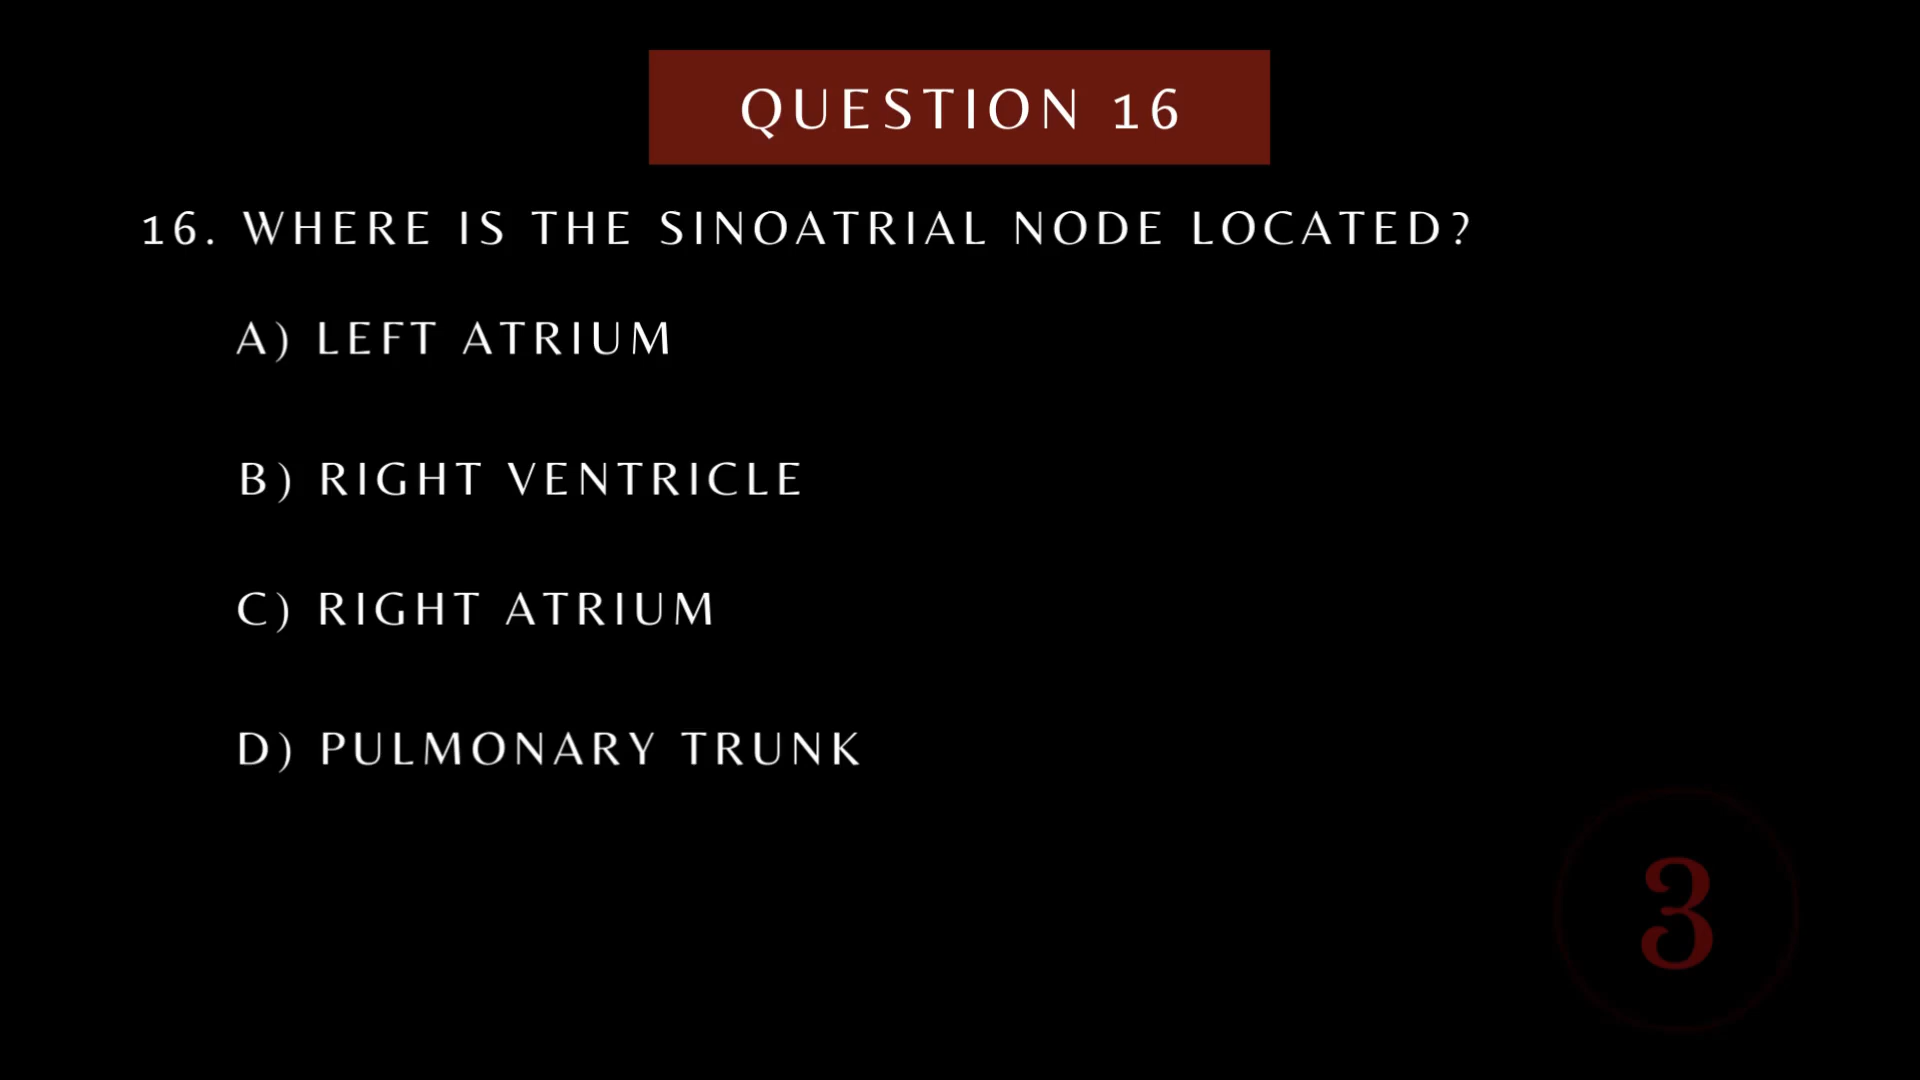 QUESTION 16
16. WHERE IS THE SINOATRIAL NODE LOCATED?
A) LEFT ATRIUM
B) RIGHT VENTRICLE
C) RIGHT ATRIUM
D) PULMONARY TRUNK
3